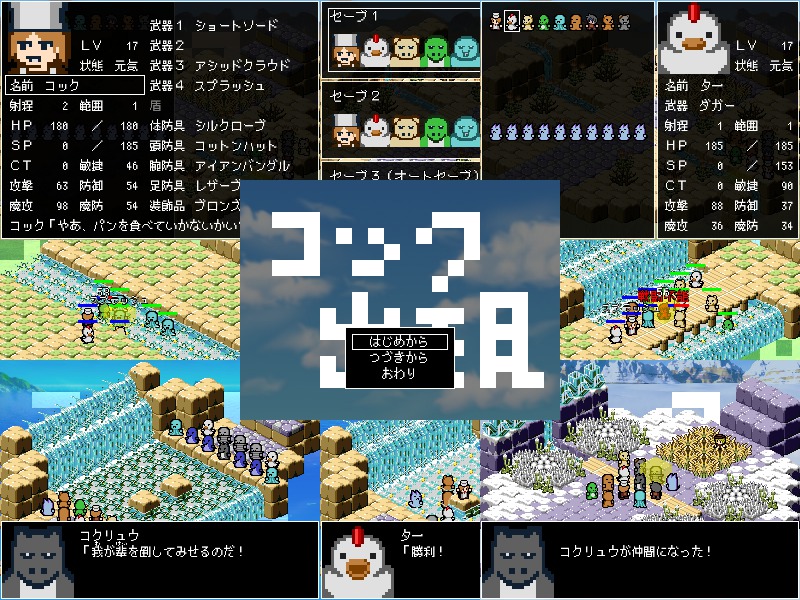 武器1 ショートソード
LV 17 武器2
状態 元気 武器3 アシッドクラウド
名前 コック 武器4 スプラッシュ
射程 2 範囲 1 盾
HP 180 / 180 体防具 シルクローブ
SP 0 / 185 頭防具 コットンハット
CT 0 敏捷 46 腕防具 アイアンバングル
攻撃 63 防御 54 足防具 レザーブ
魔攻 98 魔防 54 装飾品 ブロンズ
コック「やあ、パンを食べていかないかい
セーブ1
セーブ2
セーブ3(オートセーブ)
LV 17
状態 元気
名前 ター
武器 ダガー
射程 1 範囲 1
HP 185 / 185
SP 0 / 153
CT 0 敏捷 90
攻撃 88 防御 37
魔攻 36 魔防 34
コック
はじめから
つづきから
おわり
コクリュウ
「我が輩を倒してみせるのだ!
ター
「勝利!
コクリュウが仲間になった!